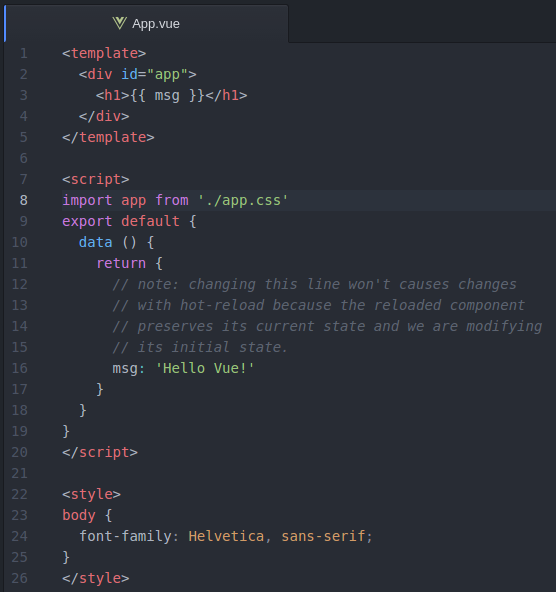 App.vue
1 <template>
2   <div id="app">
3     <h1>{{ msg }}</h1>
4   </div>
5 </template>
6
7 <script>
8 import app from './app.css'
9 export default {
10   data () {
11     return {
12       // note: changing this line won't causes changes
13       // with hot-reload because the reloaded component
14       // preserves its current state and we are modifying
15       // its initial state.
16       msg: 'Hello Vue!'
17     }
18   }
19 }
20 </script>
21
22 <style>
23 body {
24   font-family: Helvetica, sans-serif;
25 }
26 </style>